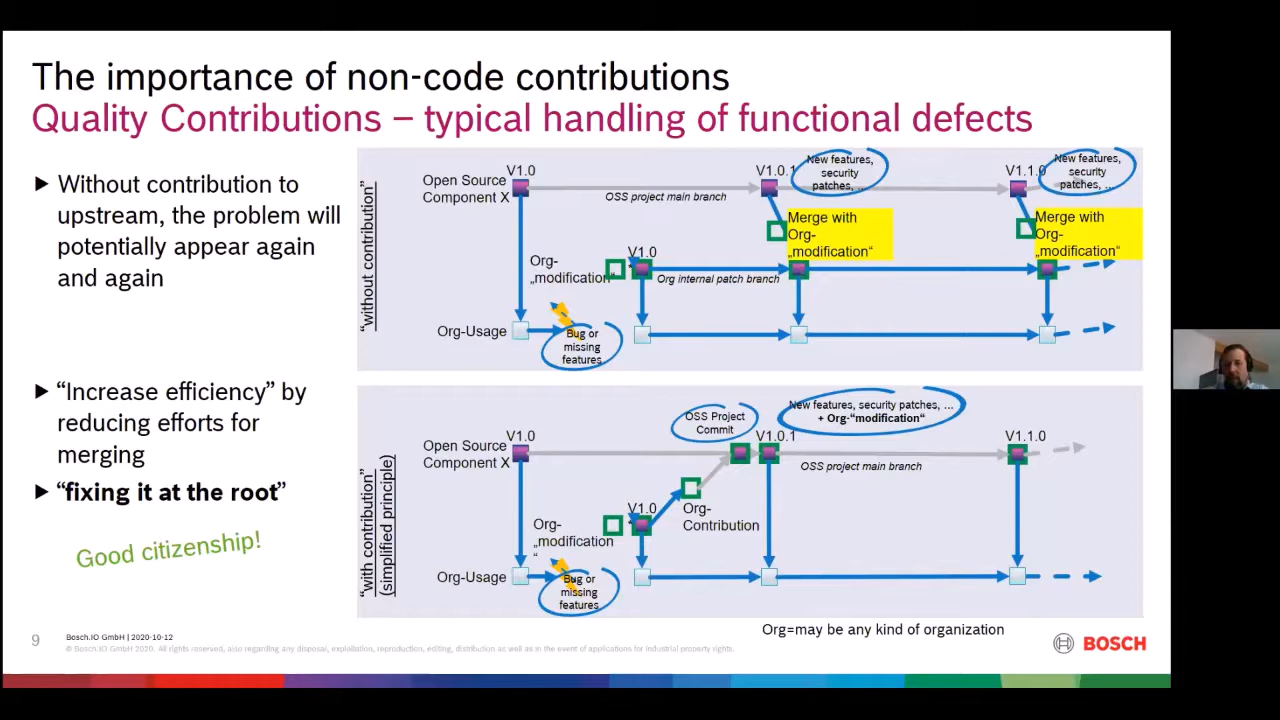 The importance of non-code contributions
Quality Contributions – typical handling of functional defects
Without contribution to
upstream, the problem will
potentially appear again
and again
“Increase efficiency” by
reducing efforts for
merging
“fixing it at the root”
Good citizenship!
“without contribution”
Open Source
Component X
V1.0
OSS project main branch
V1.0.1
New features,
security
patches, ...
V1.1.0
New features,
security
patches, ...
Merge with
Org-
„modification“
Merge with
Org-
„modification“
Org-
„modification“
V1.0
Org internal patch branch
Org-Usage
Bug or
missing
features
“with contribution”
(simplified principle)
Open Source
Component X
V1.0
OSS Project
Commit
V1.0.1
New features, security patches, ...
+ Org-“modification“
V1.1.0
OSS project main branch
Org-
„modification
“
V1.0
Org-
Contribution
Org-Usage
Bug or
missing
features
Org=may be any kind of organization
9
Bosch.IO GmbH | 2020-10-12
© Bosch.IO GmbH 2020. All rights reserved, also regarding any disposal, exploitation, reproduction, editing, distribution as well as in the event of applications for industrial property rights.
BOSCH